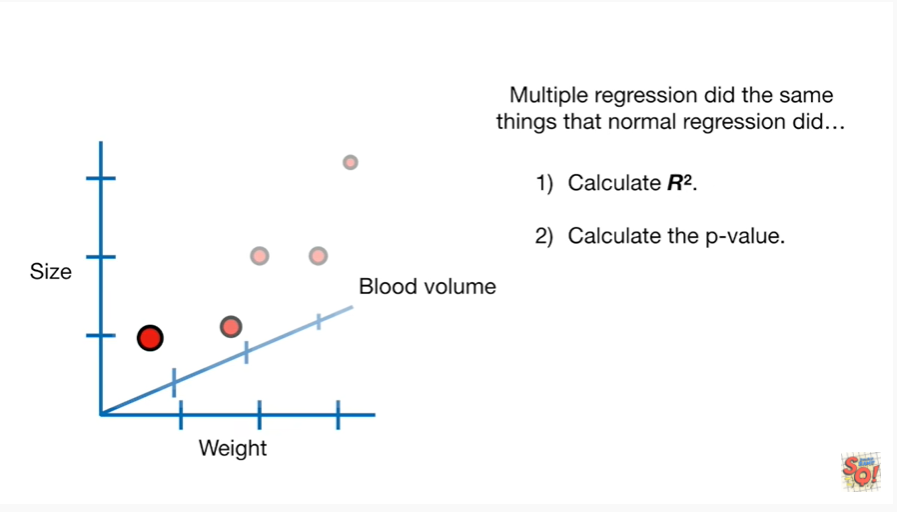 Multiple regression did the same
things that normal regression did…
1) Calculate R².
2) Calculate the p-value.
Size
Blood volume
Weight
SQ!